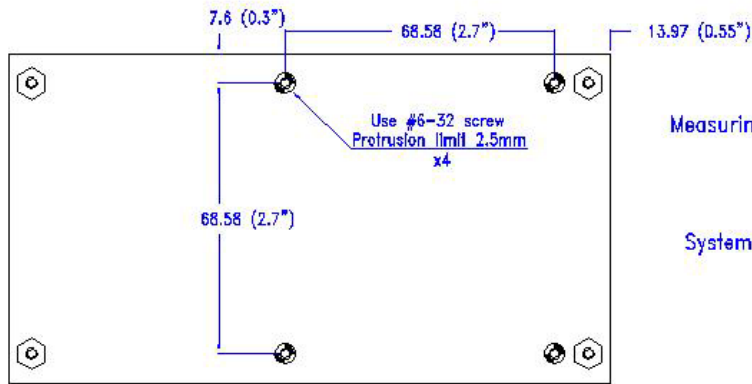 7.6 (0.3")
68.58 (2.7")
13.97 (0.55")
Use #6-32 screw
Protrusion limit 2.5mm
x4
Measurin
68.58 (2.7")
System